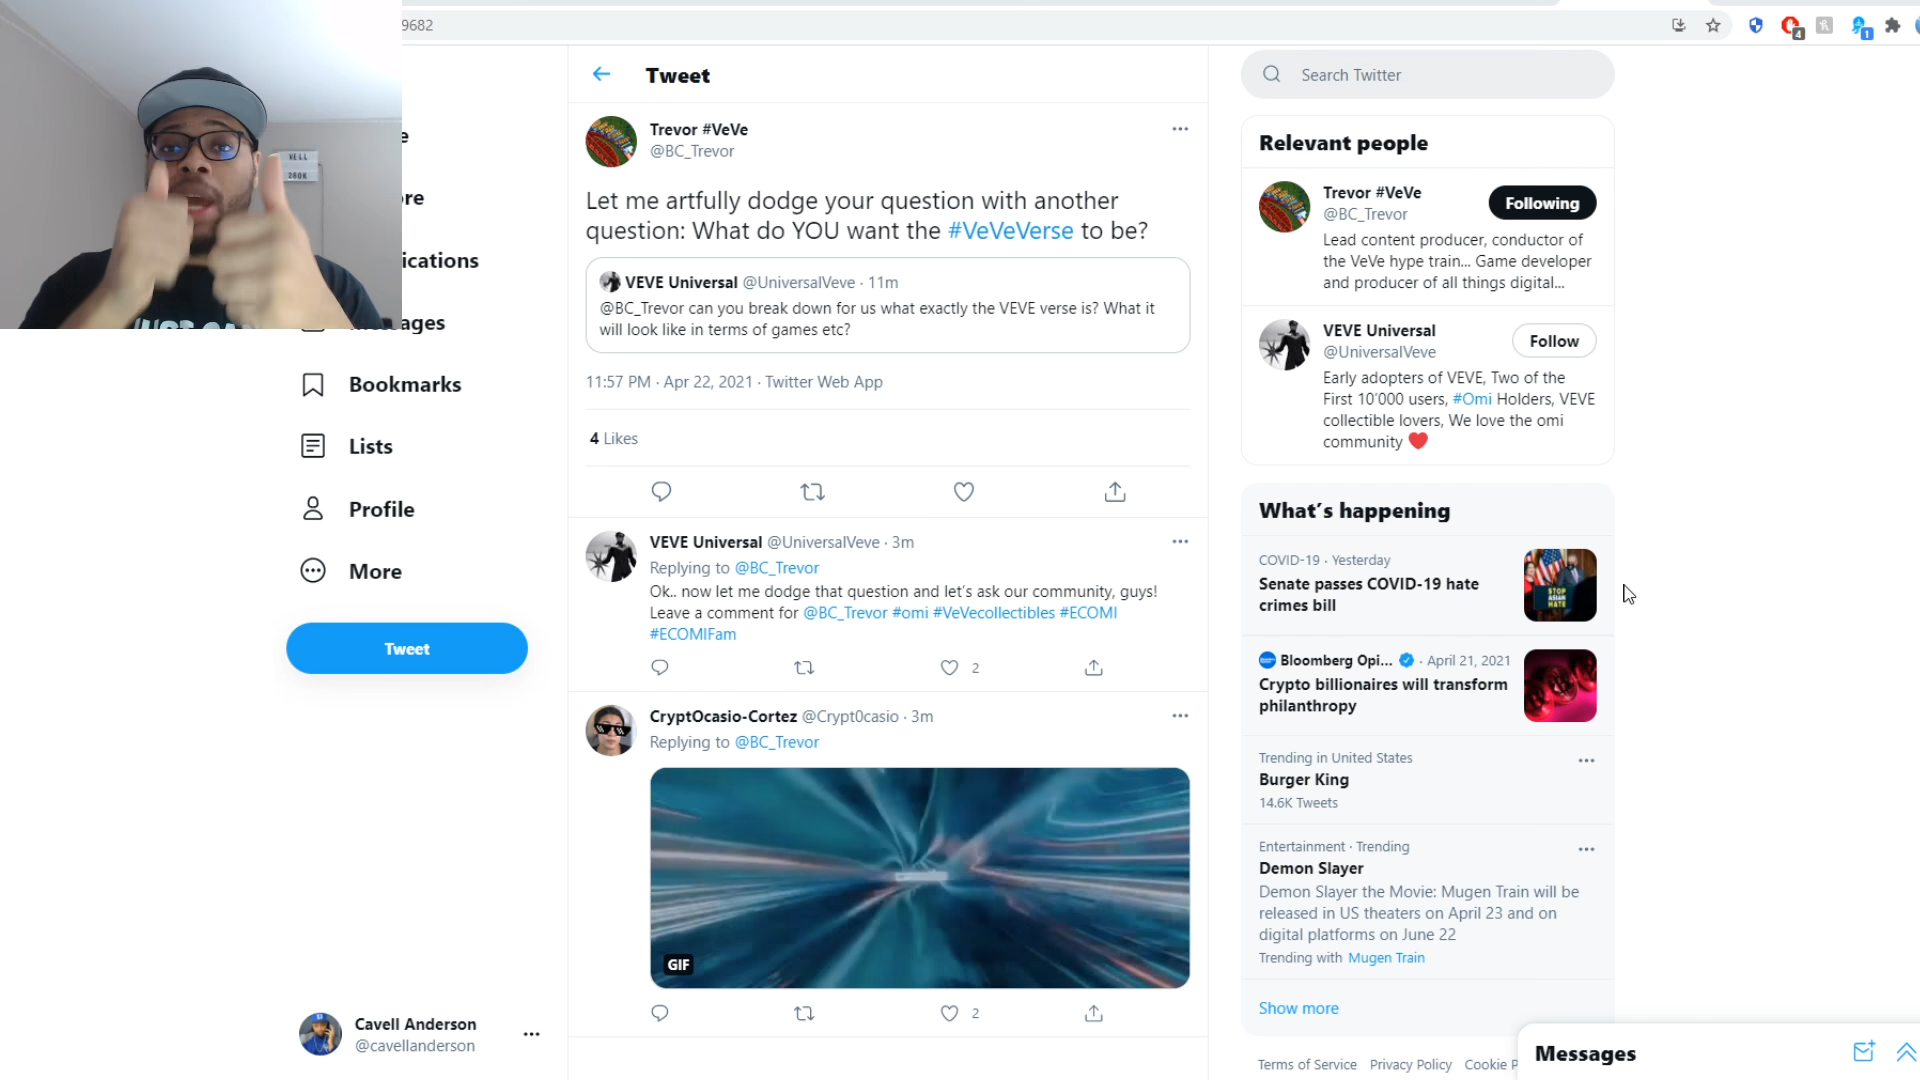 9682
VELL
280K
Tweet
Trevor #VeVe
@BC_Trevor
Let me artfully dodge your question with another
question: What do YOU want the #VeVeVerse to be?
VEVE Universal @UniversalVeve · 11m
@BC_Trevor can you break down for us what exactly the VEVE verse is? What it
will look like in terms of games etc?
11:57 PM · Apr 22, 2021 · Twitter Web App
4 Likes
VEVE Universal @UniversalVeve · 3m
Replying to @BC_Trevor
Ok.. now let me dodge that question and let's ask our community, guys!
Leave a comment for @BC_Trevor #omi #VeVecollectibles #ECOMI
#ECOMIFam
2
CryptOcasio-Cortez @Crypt0casio · 3m
Replying to @BC_Trevor
GIF
2
e
re
ications
ages
Bookmarks
Lists
Profile
More
Tweet
Cavell Anderson
@cavellanderson
4
1
Search Twitter
Relevant people
Trevor #VeVe
@BC_Trevor
Following
Lead content producer, conductor of
the VeVe hype train... Game developer
and producer of all things digital...
VEVE Universal
@UniversalVeve
Follow
Early adopters of VEVE, Two of the
First 10'000 users, #Omi Holders, VEVE
collectible lovers, We love the omi
community ❤️
What's happening
COVID-19 · Yesterday
Senate passes COVID-19 hate
crimes bill
STOP
ASIAN
HATE
Bloomberg Opi... · April 21, 2021
Crypto billionaires will transform
philanthropy
Trending in United States
Burger King
14.6K Tweets
Entertainment · Trending
Demon Slayer
Demon Slayer the Movie: Mugen Train will be
released in US theaters on April 23 and on
digital platforms on June 22
Trending with Mugen Train
Show more
Terms of Service Privacy Policy Cookie P
Messages